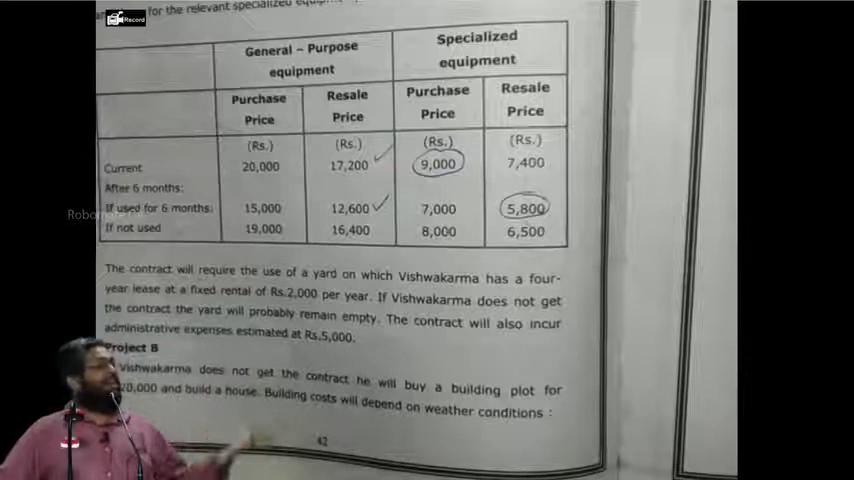 for the relevant specialized
Record
General – Purpose equipment Specialized equipment
Purchase Price Resale Price Purchase Price Resale Price
(Rs.) (Rs.) (Rs.) (Rs.)
Current 20,000 17,200 9,000 7,400
After 6 months:
If used for 6 months: 15,000 12,600 7,000 5,800
If not used 19,000 16,400 8,000 6,500
The contract will require the use of a yard on which Vishwakarma has a four-
year lease at a fixed rental of Rs.2,000 per year. If Vishwakarma does not get
the contract the yard will probably remain empty. The contract will also incur
administrative expenses estimated at Rs.5,000.
Project B
Vishwakarma does not get the contract he will buy a building plot for
20,000 and build a house. Building costs will depend on weather conditions :
42